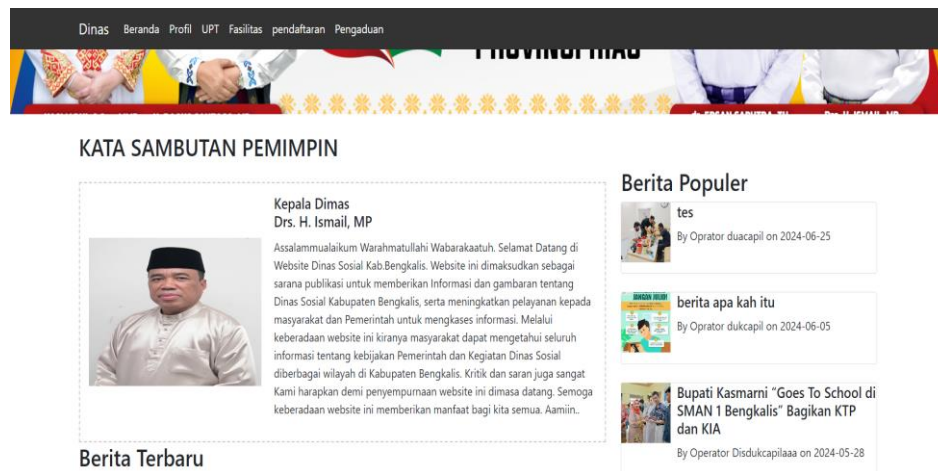 Dinas Beranda Profil UPT Fasilitas pendaftaran Pengaduan
KATA SAMBUTAN PEMIMPIN
Kepala Dimas
Drs. H. Ismail, MP
Assalammualaikum Warahmatullahi Wabarakaatuh. Selamat Datang di
Website Dinas Sosial Kab.Bengkalis. Website ini dimaksudkan sebagai
sarana publikasi untuk memberikan Informasi dan gambaran tentang
Dinas Sosial Kabupaten Bengkalis, serta meningkatkan pelayanan kepada
masyarakat dan Pemerintah untuk mengkases informasi. Melalui
keberadaan website ini kiranya masyarakat dapat mengetahui seluruh
informasi tentang kebijakan Pemerintah dan Kegiatan Dinas Sosial
diberbagai wilayah di Kabupaten Bengkalis. Kritik dan saran juga sangat
Kami harapkan demi penyempurnaan website ini dimasa datang. Semoga
keberadaan website ini memberikan manfaat bagi kita semua. Aamiin..
Berita Terbaru
Berita Populer
tes
By Oprator duacapil on 2024-06-25
JANGAN JULID!
berita apa kah itu
By Oprator dukcapil on 2024-06-05
Bupati Kasmarni “Goes To School di
SMAN 1 Bengkalis” Bagikan KTP
dan KIA
By Operator Disdukcapilaaa on 2024-05-28